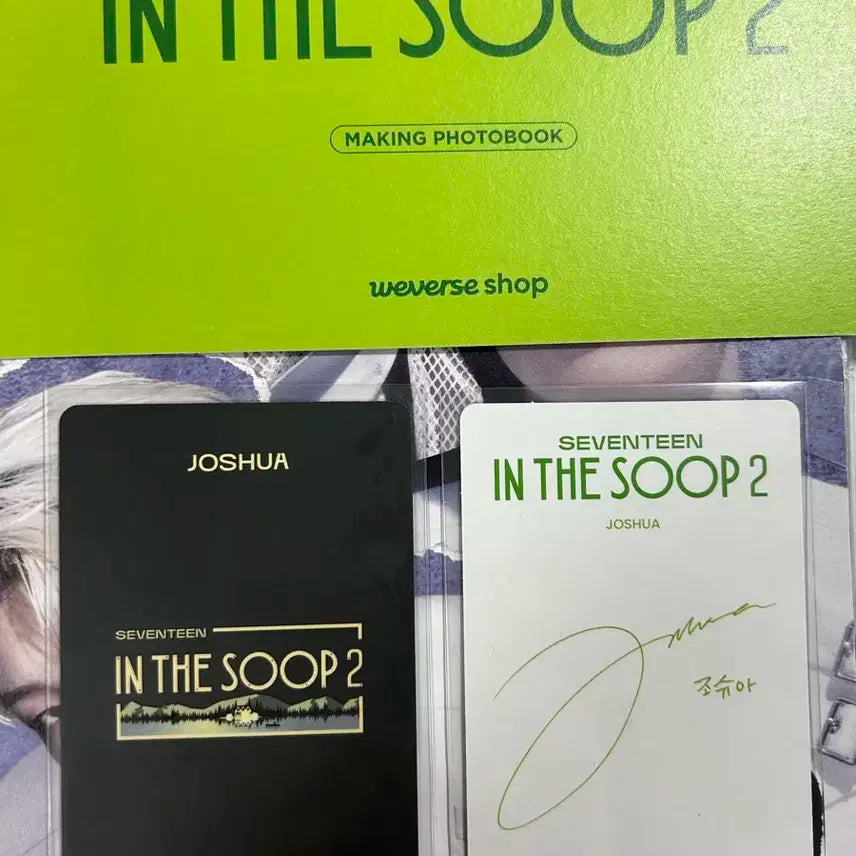 IN THE SOOP 2
MAKING PHOTOBOOK
weverse shop
JOSHUA
SEVENTEEN
IN THE SOOP 2
SEVENTEEN
IN THE SOOP 2
JOSHUA
Joshua
조슈아